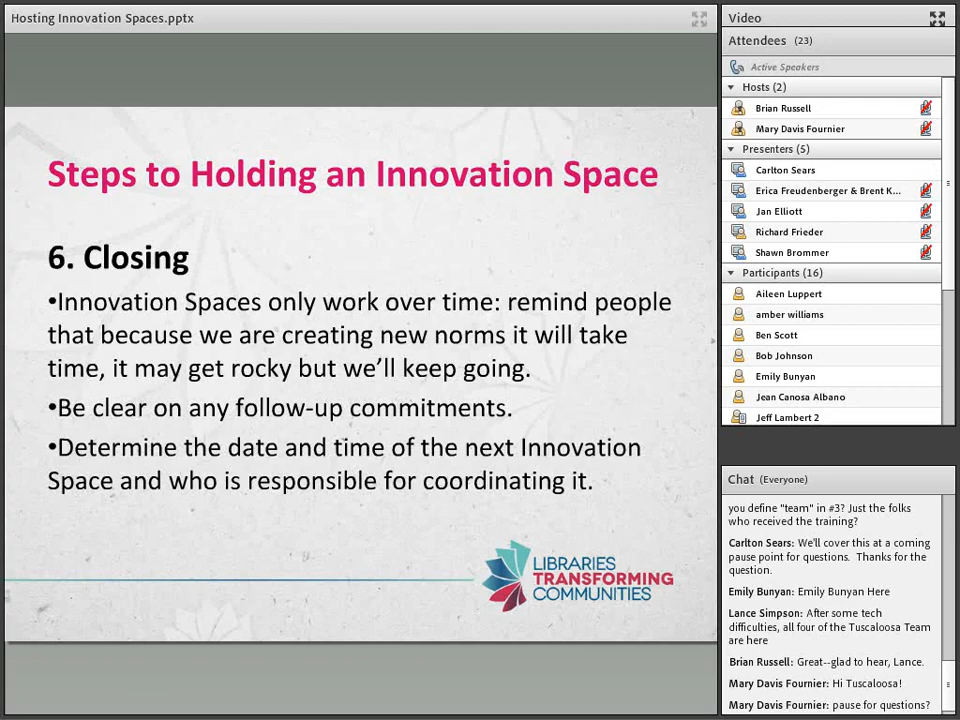 Hosting Innovation Spaces.pptx
Steps to Holding an Innovation Space
6. Closing
•Innovation Spaces only work over time: remind people
that because we are creating new norms it will take
time, it may get rocky but we’ll keep going.
•Be clear on any follow-up commitments.
•Determine the date and time of the next Innovation
Space and who is responsible for coordinating it.
LIBRARIES
TRANSFORMING
COMMUNITIES
Video
Attendees (23)
Active Speakers
Hosts (2)
Brian Russell
Mary Davis Fournier
Presenters (5)
Carlton Sears
Erica Freudenberger & Brent K...
Jan Elliott
Richard Frieder
Shawn Brommer
Participants (16)
Aileen Luppert
amber williams
Ben Scott
Bob Johnson
Emily Bunyan
Jean Canosa Albano
Jeff Lambert 2
Chat (Everyone)
you define "team" in #3? Just the folks
who received the training?
Carlton Sears: We'll cover this at a coming
pause point for questions. Thanks for the
question.
Emily Bunyan: Emily Bunyan Here
Lance Simpson: After some tech
difficulties, all four of the Tuscaloosa Team
are here
Brian Russell: Great--glad to hear, Lance.
Mary Davis Fournier: Hi Tuscaloosa!
Mary Davis Fournier: pause for questions?